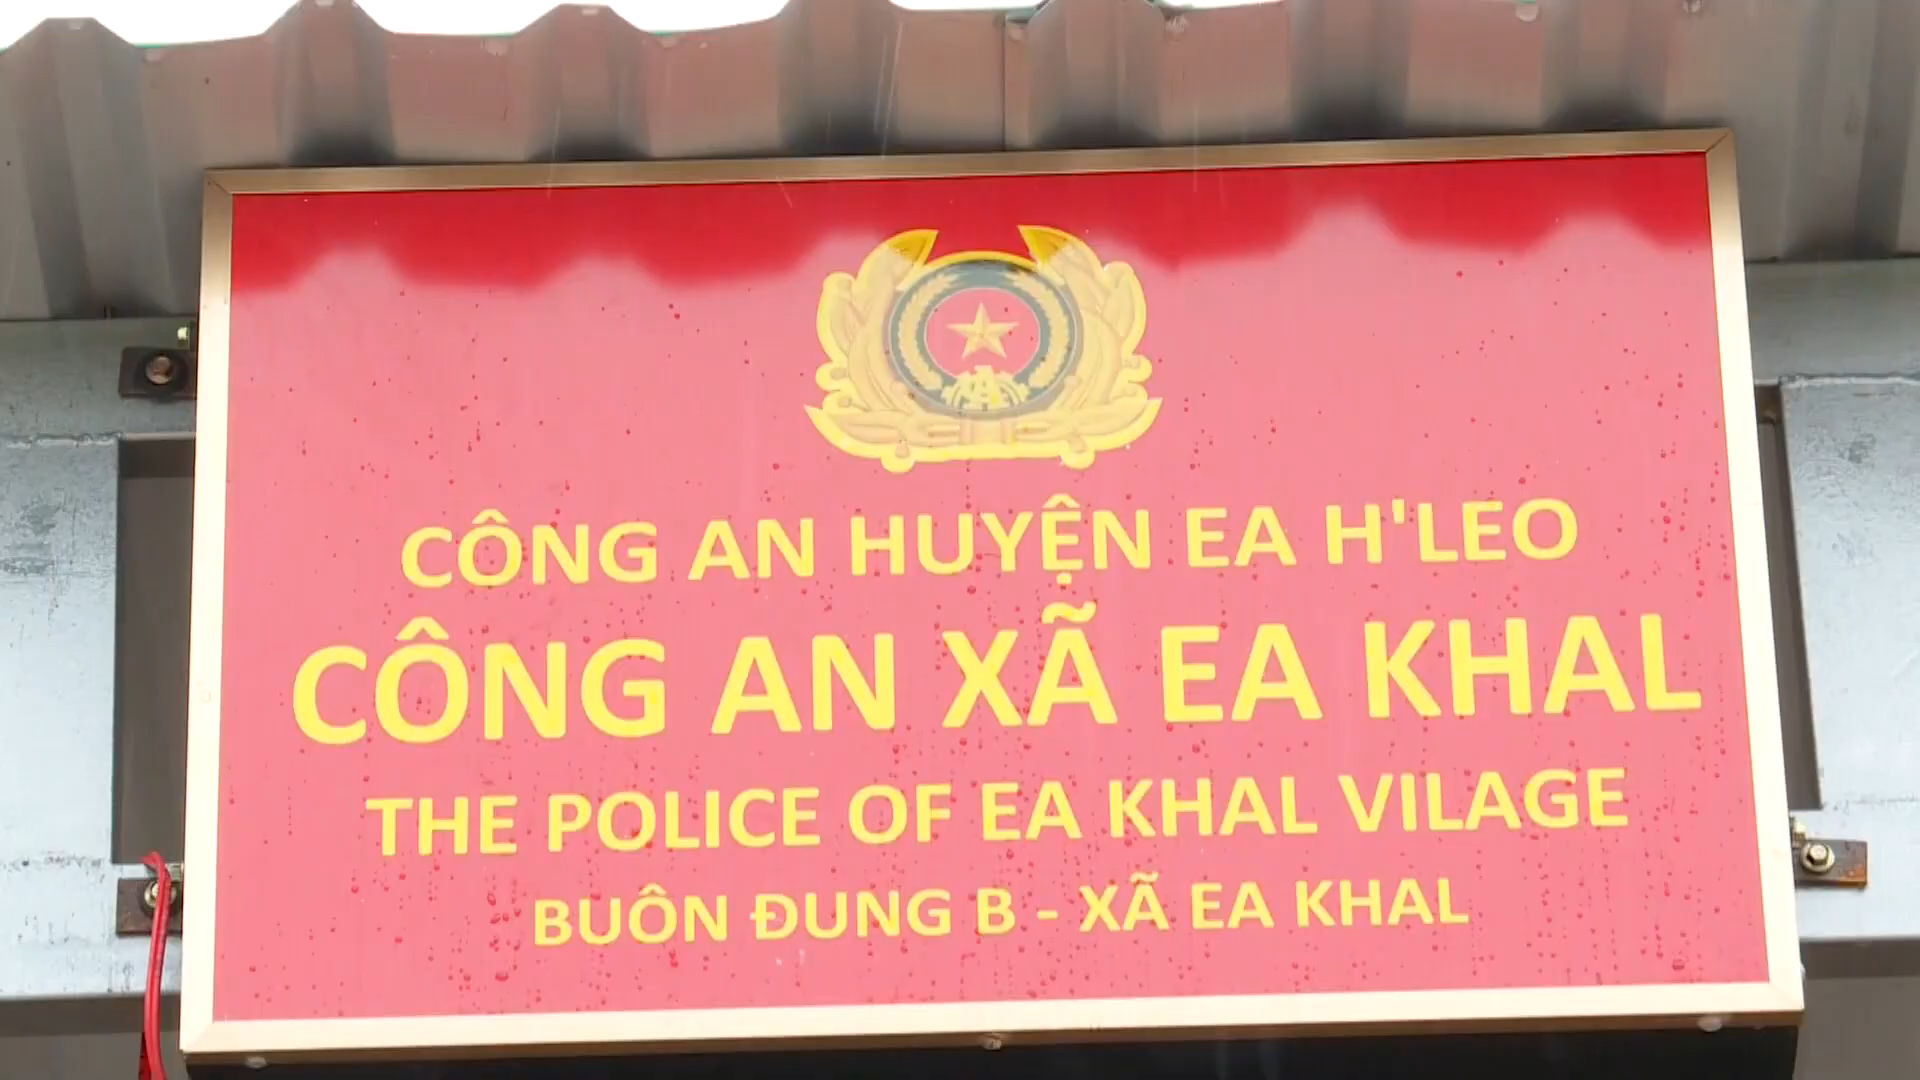 CÔNG AN HUYỆN EA H'LEO
CÔNG AN XÃ EA KHAL
THE POLICE OF EA KHAL VILAGE
BUÔN ĐUNG B - XÃ EA KHAL